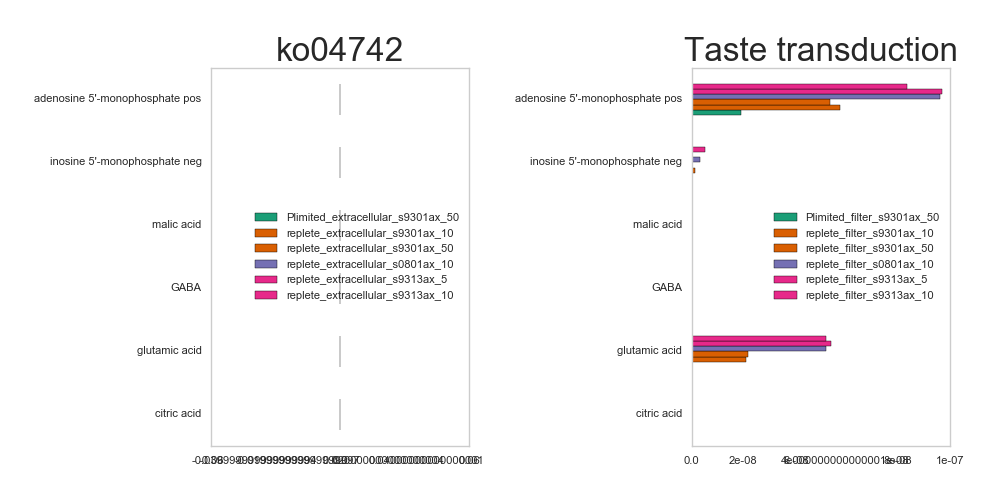 ko04742
Taste transduction
adenosine 5'-monophosphate pos
inosine 5'-monophosphate neg
malic acid
GABA
glutamic acid
citric acid
Plimited_extracellular_s9301ax_50
replete_extracellular_s9301ax_10
replete_extracellular_s9301ax_50
replete_extracellular_s0801ax_10
replete_extracellular_s9313ax_5
replete_extracellular_s9313ax_10
adenosine 5'-monophosphate pos
inosine 5'-monophosphate neg
malic acid
GABA
glutamic acid
citric acid
Plimited_filter_s9301ax_50
replete_filter_s9301ax_10
replete_filter_s9301ax_50
replete_filter_s0801ax_10
replete_filter_s9313ax_5
replete_filter_s9313ax_10
0.0 2e-08 1e-07